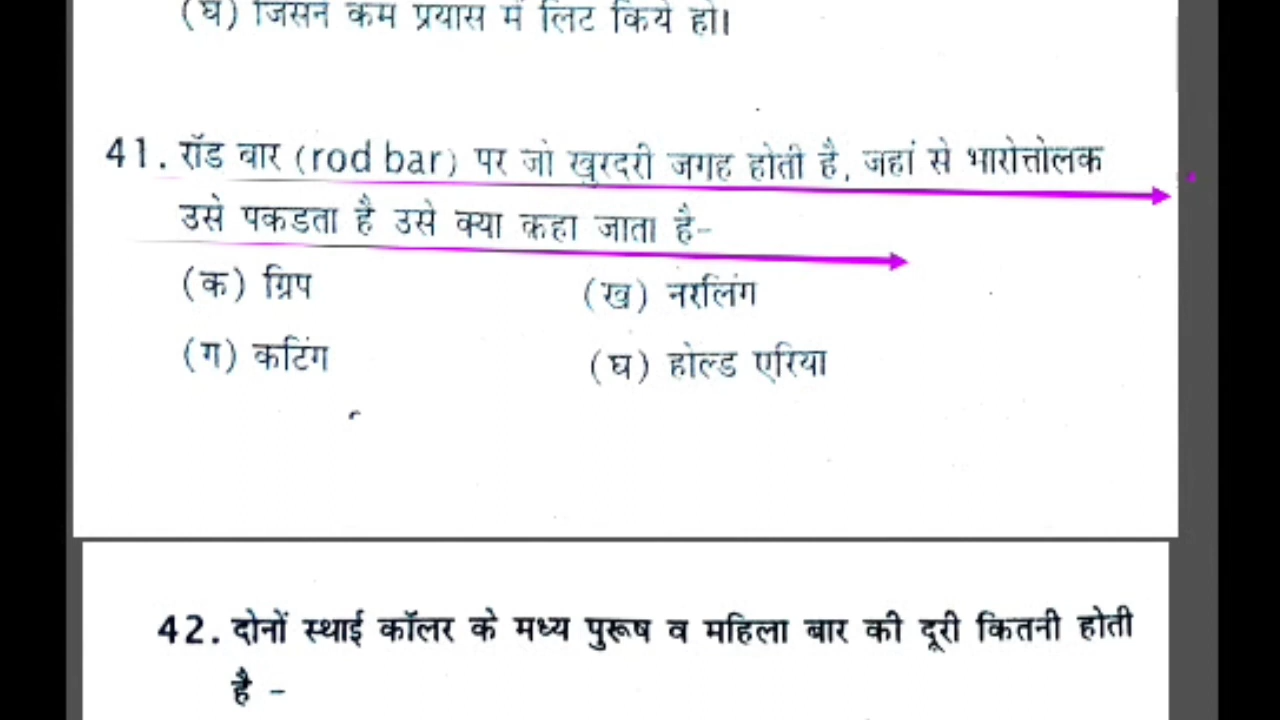 (घ) जिसने कम प्रयास में लिट किये हो।
41. रॉड बार (rod bar) पर जो खुरदरी जगह होती है, जहां से भारोत्तोलक
उसे पकडता है उसे क्या कहा जाता है-
(क) ग्रिप (ख) नरलिंग
(ग) कटिंग (घ) होल्ड एरिया
42. दोनों स्थाई कॉलर के मध्य पुरूष व महिला बार की दूरी कितनी होती
है -